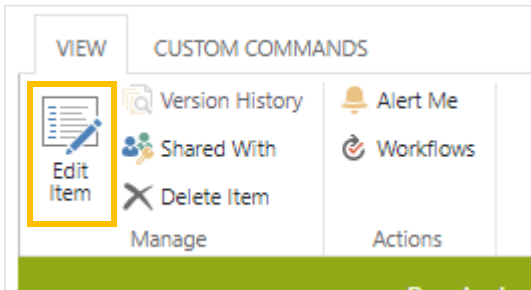 VIEW
CUSTOM COMMANDS
Edit
Item
Version History
Shared With
Delete Item
Manage
Alert Me
Workflows
Actions